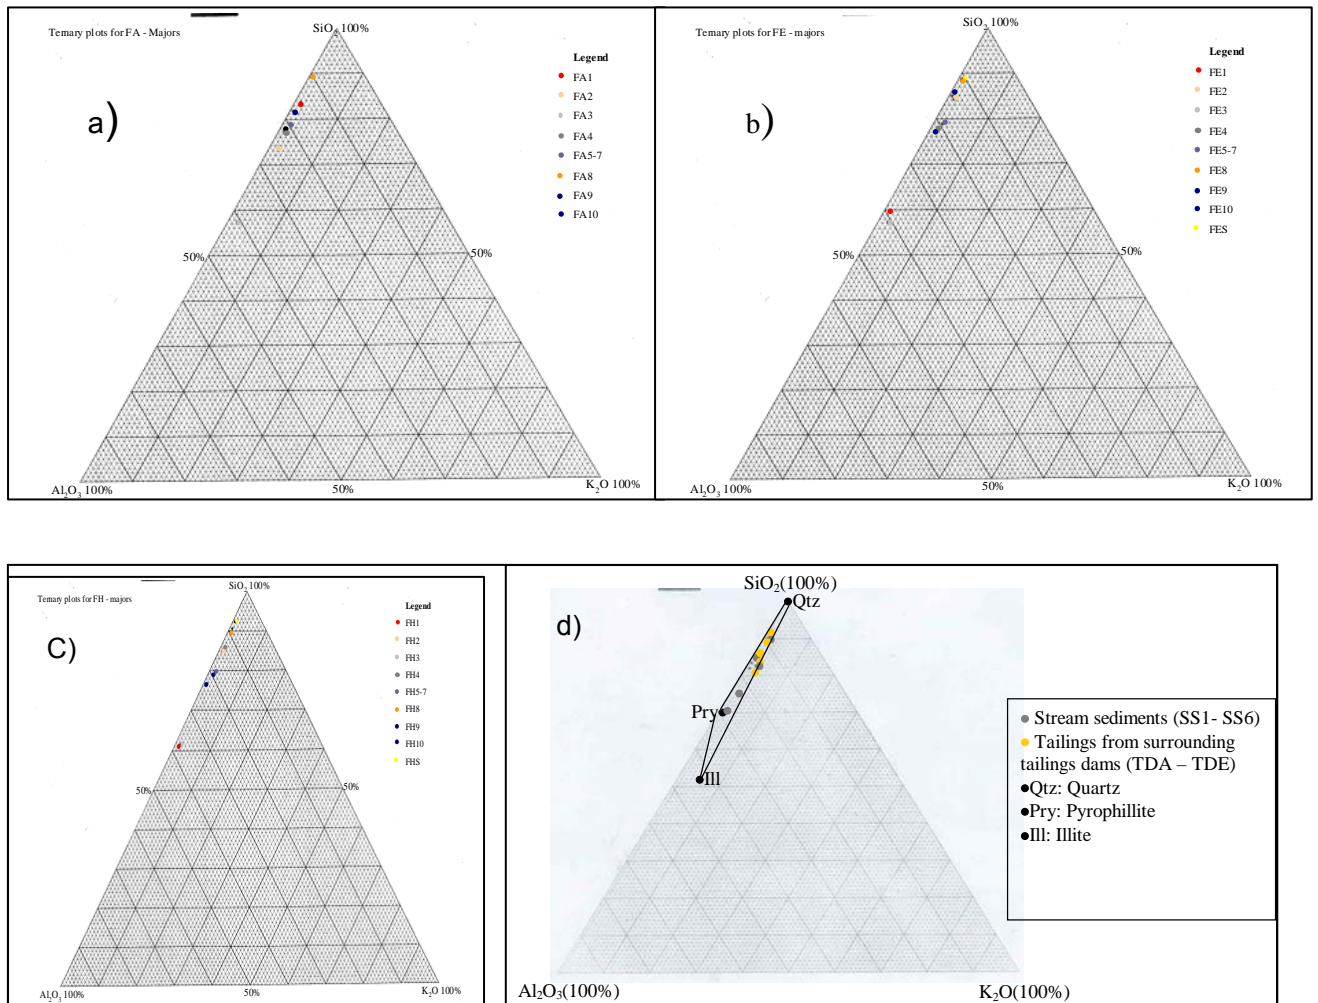 SiO₂ 100%
Ternary plots for FA - Majors
a)
Legend
FA1
FA2
FA3
FA4
FA5-7
FA8
FA9
FA10
50%
50%
Al₂O₃ 100%
50%
K₂O 100%
SiO₂ 100%
Ternary plots for FE - majors
b)
Legend
FE1
FE2
FE3
FE4
FE5-7
FE8
FE9
FE10
FES
50%
50%
Al₂O₃ 100%
50%
K₂O 100%
SiO₂ 100%
Ternary plots for FH - majors
C)
Legend
FH1
FH2
FH3
FH4
FH5-7
FH8
FH9
FH10
FHS
50%
50%
Al₂O₃ 100%
50%
K₂O 100%
SiO₂(100%)
Qtz
d)
Pry
Ill
Stream sediments (SS1- SS6)
Tailings from surrounding
tailings dams (TDA – TDE)
Qtz: Quartz
Pry: Pyrophillite
Ill: Illite
Al₂O₃(100%)
K₂O(100%)